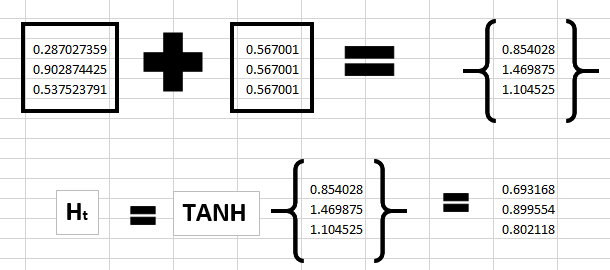 0.287027359 0.567001 0.854028
0.902874425 + 0.567001 = 1.469875
0.537523791 0.567001 1.104525
0.854028 0.693168
Ht = TANH 1.469875 = 0.899554
1.104525 0.802118